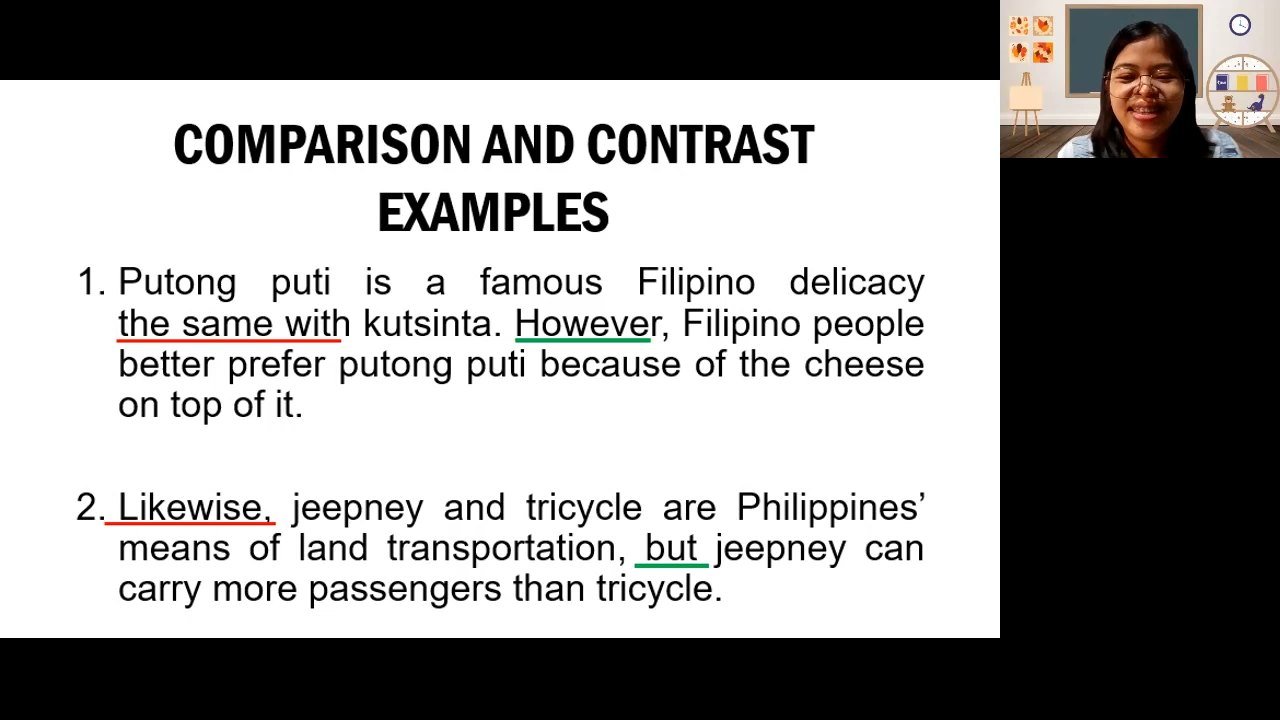 COMPARISON AND CONTRAST
EXAMPLES
1. Putong puti is a famous Filipino delicacy
the same with kutsinta. However, Filipino people
better prefer putong puti because of the cheese
on top of it.
2. Likewise, jeepney and tricycle are Philippines’
means of land transportation, but jeepney can
carry more passengers than tricycle.